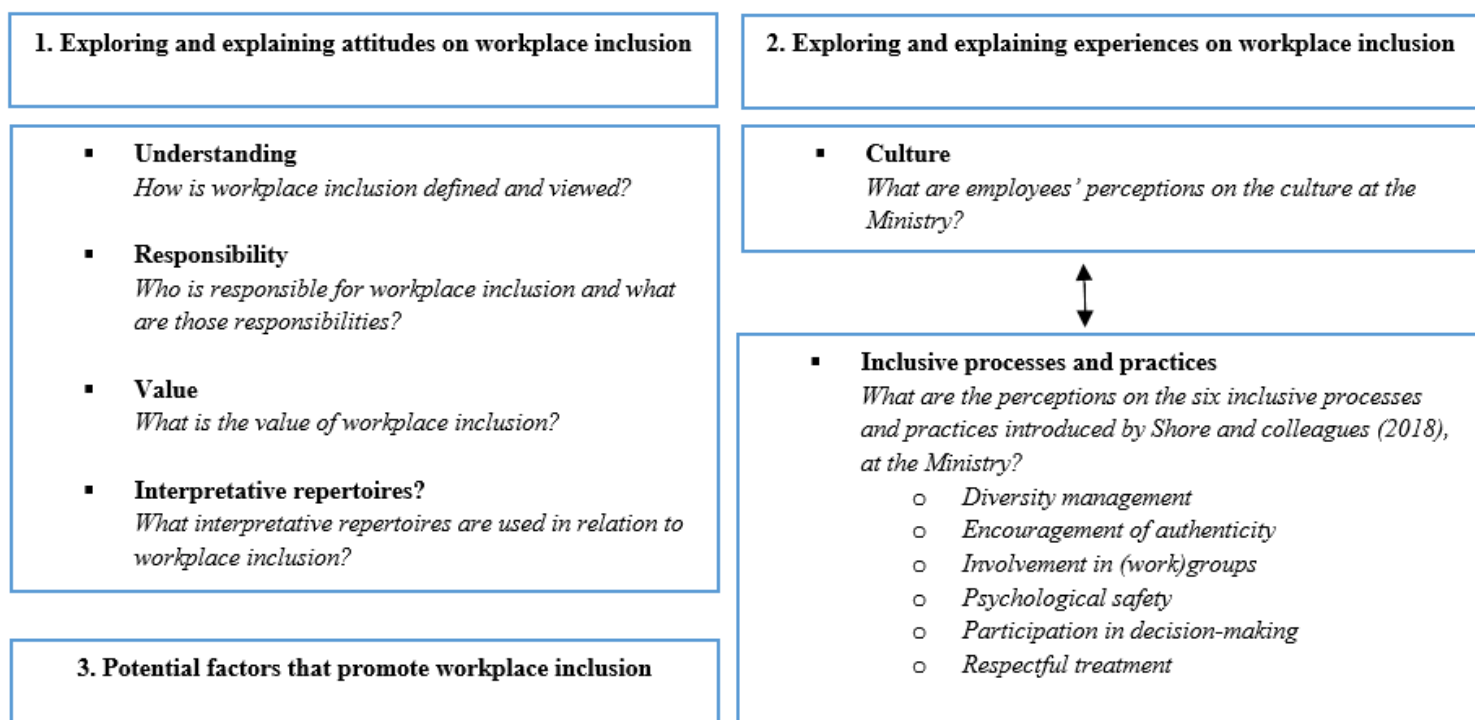 1. Exploring and explaining attitudes on workplace inclusion
▪ Understanding
How is workplace inclusion defined and viewed?
▪ Responsibility
Who is responsible for workplace inclusion and what
are those responsibilities?
▪ Value
What is the value of workplace inclusion?
▪ Interpretative repertoires?
What interpretative repertoires are used in relation to
workplace inclusion?
3. Potential factors that promote workplace inclusion
2. Exploring and explaining experiences on workplace inclusion
▪ Culture
What are employees’ perceptions on the culture at the
Ministry?
▪ Inclusive processes and practices
What are the perceptions on the six inclusive processes
and practices introduced by Shore and colleagues (2018),
at the Ministry?
o Diversity management
o Encouragement of authenticity
o Involvement in (work)groups
o Psychological safety
o Participation in decision-making
o Respectful treatment